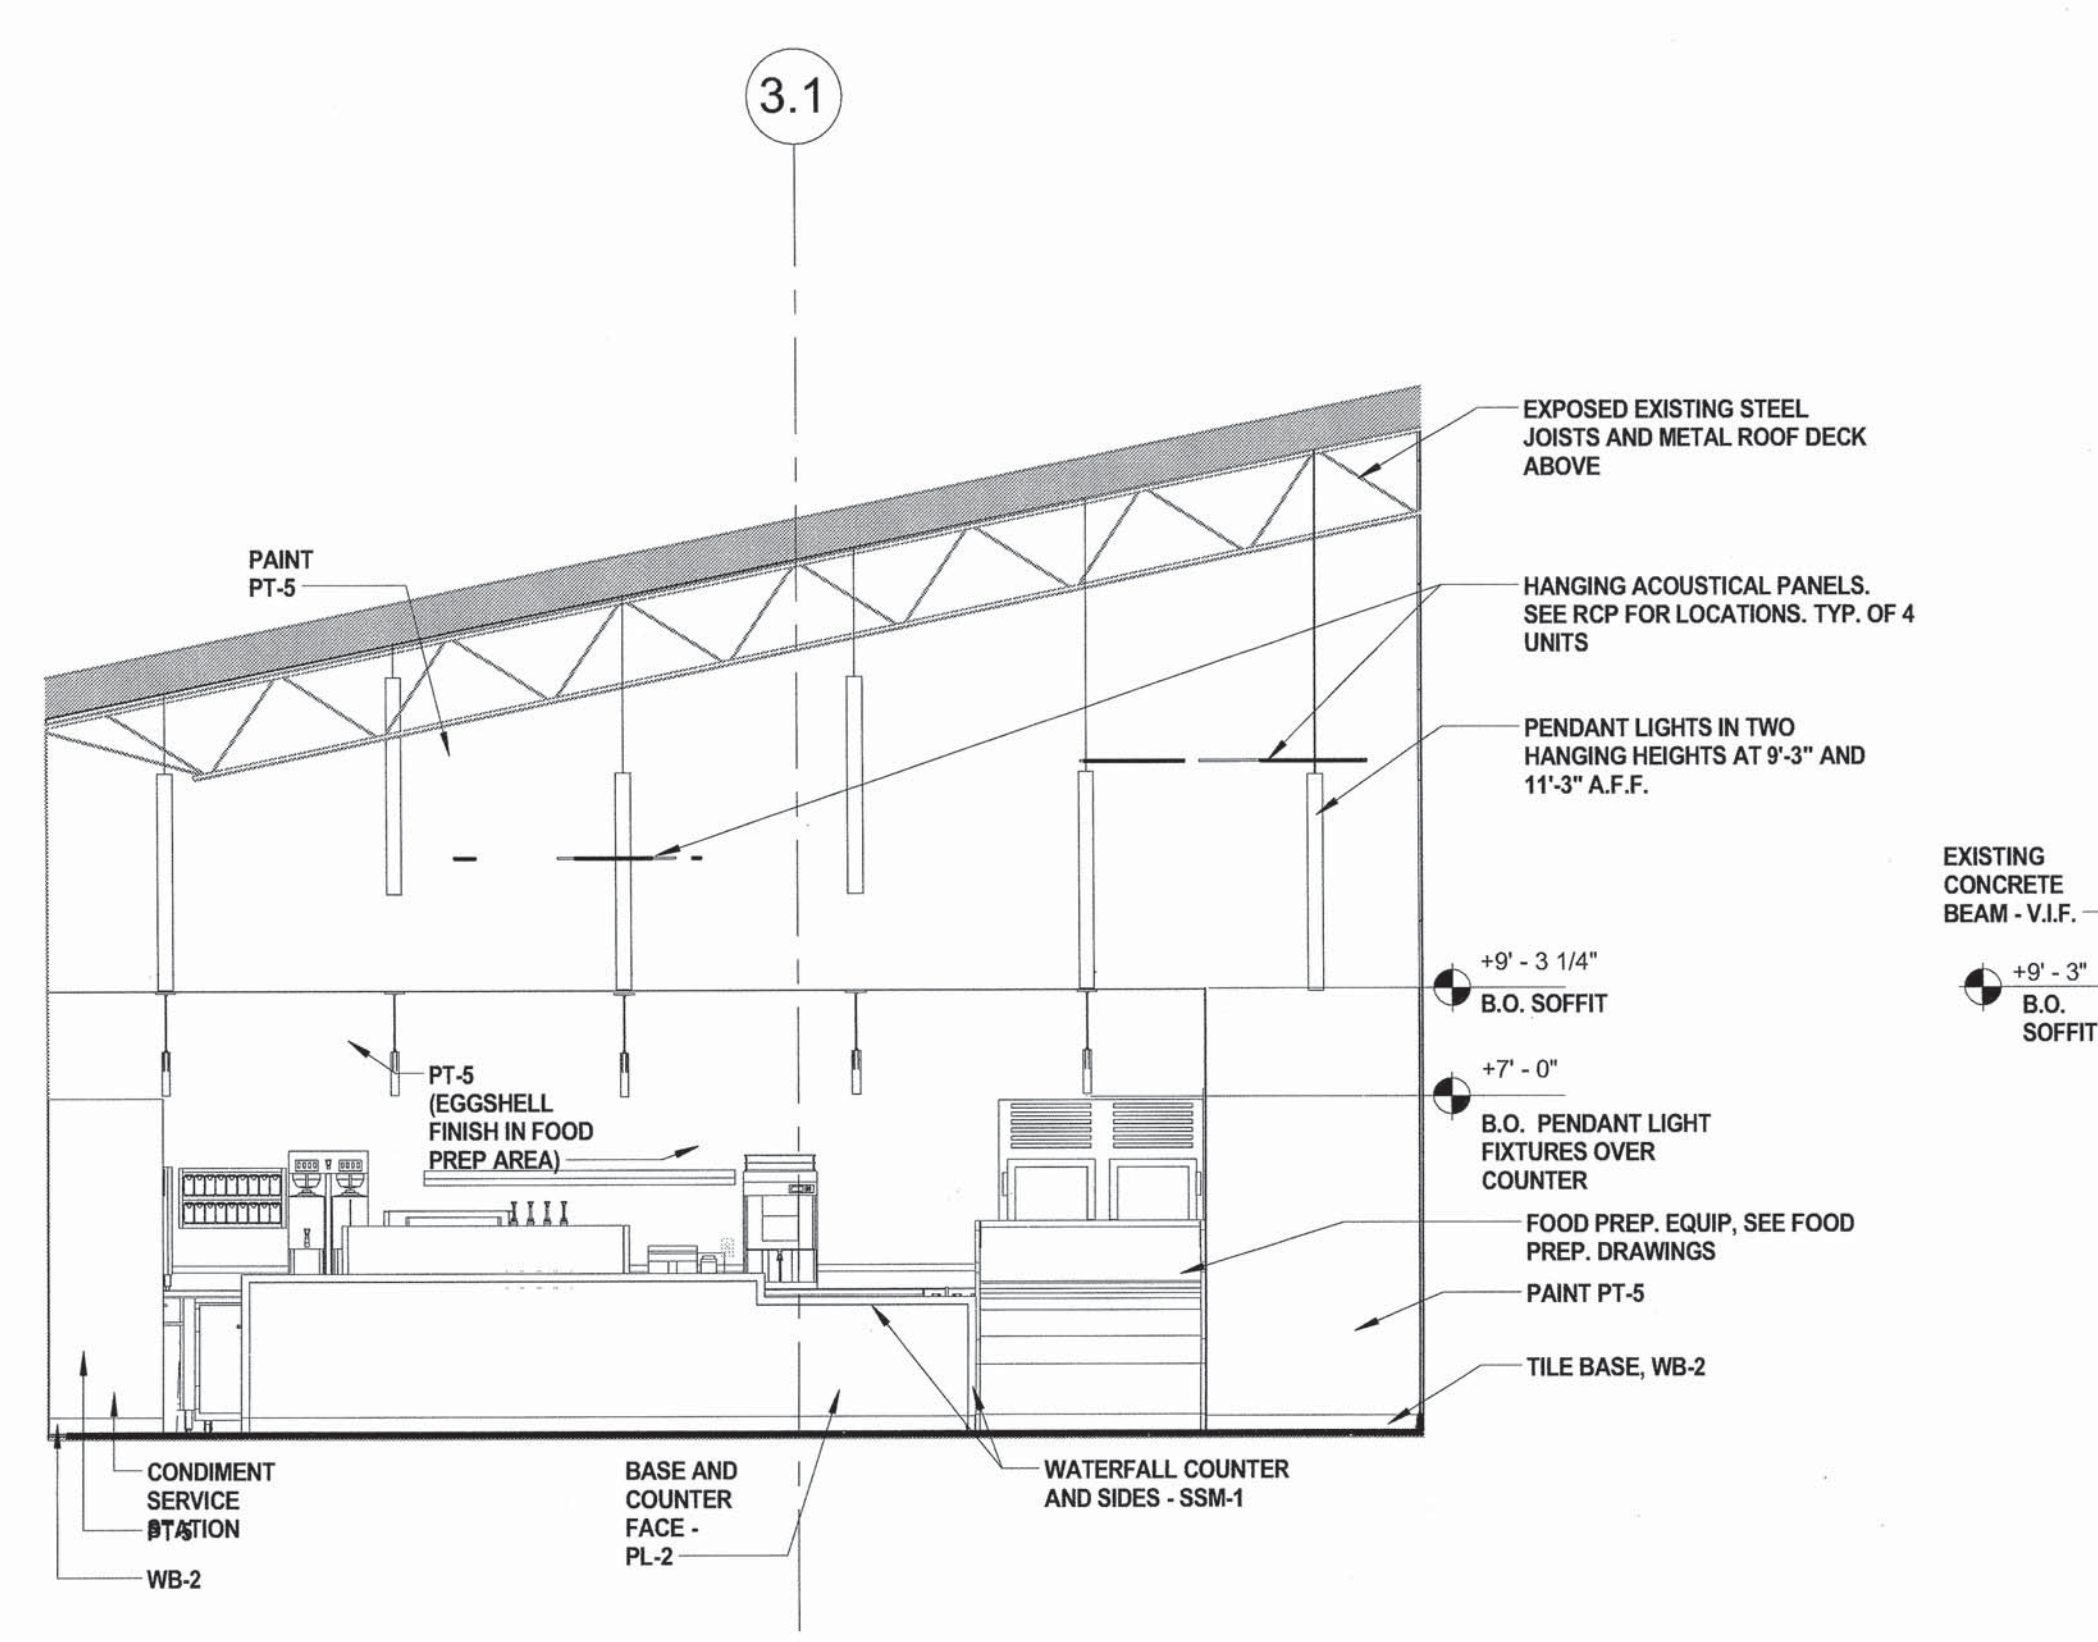 3.1
EXPOSED EXISTING STEEL
JOISTS AND METAL ROOF DECK
ABOVE
PAINT
PT-5
HANGING ACOUSTICAL PANELS.
SEE RCP FOR LOCATIONS. TYP. OF 4
UNITS
PENDANT LIGHTS IN TWO
HANGING HEIGHTS AT 9'-3" AND
11'-3" A.F.F.
EXISTING
CONCRETE
BEAM - V.I.F.
+9' - 3 1/4"
B.O. SOFFIT
+9' - 3"
B.O.
SOFFIT
PT-5
(EGGSHELL
FINISH IN FOOD
PREP AREA)
+7' - 0"
B.O. PENDANT LIGHT
FIXTURES OVER
COUNTER
FOOD PREP. EQUIP, SEE FOOD
PREP. DRAWINGS
PAINT PT-5
TILE BASE, WB-2
CONDIMENT
SERVICE
STATION
PT-5
WB-2
BASE AND
COUNTER
FACE -
PL-2
WATERFALL COUNTER
AND SIDES - SSM-1